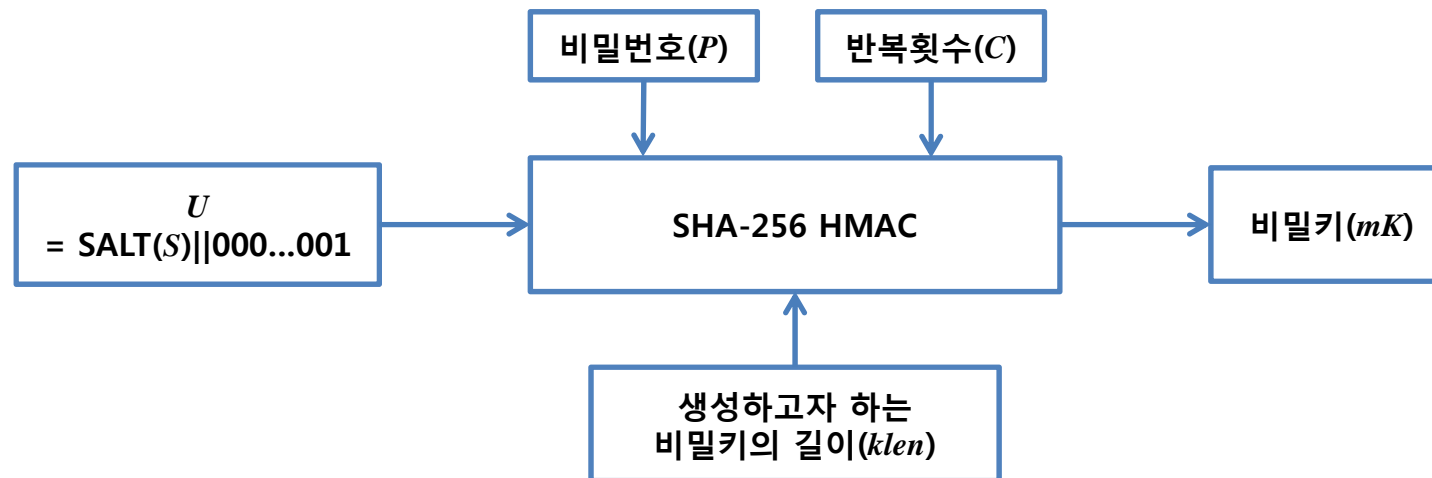 비밀번호(P)
반복횟수(C)
U
= SALT(S)||000...001
SHA-256 HMAC
비밀키(mK)
생성하고자 하는
비밀키의 길이(klen)